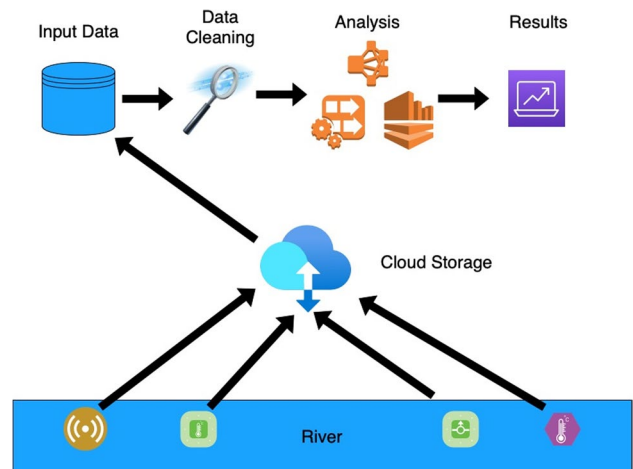 Input Data
Data
Cleaning
Analysis
Results
Cloud Storage
River